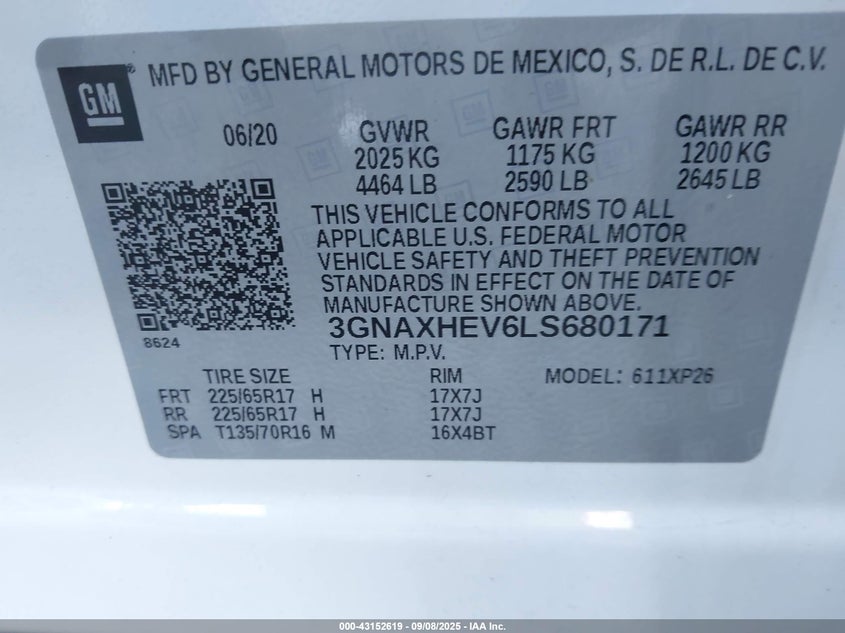 GM
MFD BY GENERAL MOTORS DE MEXICO, S. DE R.L. DE C.V.
06/20 GVWR GAWR FRT GAWR RR
2025 KG 1175 KG 1200 KG
4464 LB 2590 LB 2645 LB
THIS VEHICLE CONFORMS TO ALL
APPLICABLE U.S. FEDERAL MOTOR
VEHICLE SAFETY AND THEFT PREVENTION
STANDARDS IN EFFECT ON THE DATE OF
MANUFACTURE SHOWN ABOVE.
3GNAXHEV6LS680171
8624
TYPE: M.P.V.
TIRE SIZE RIM MODEL: 611XP26
FRT 225/65R17 H 17X7J
RR 225/65R17 H 17X7J
SPA T135/70R16 M 16X4BT
000-43152619 - 09/08/2025 - IAA Inc.